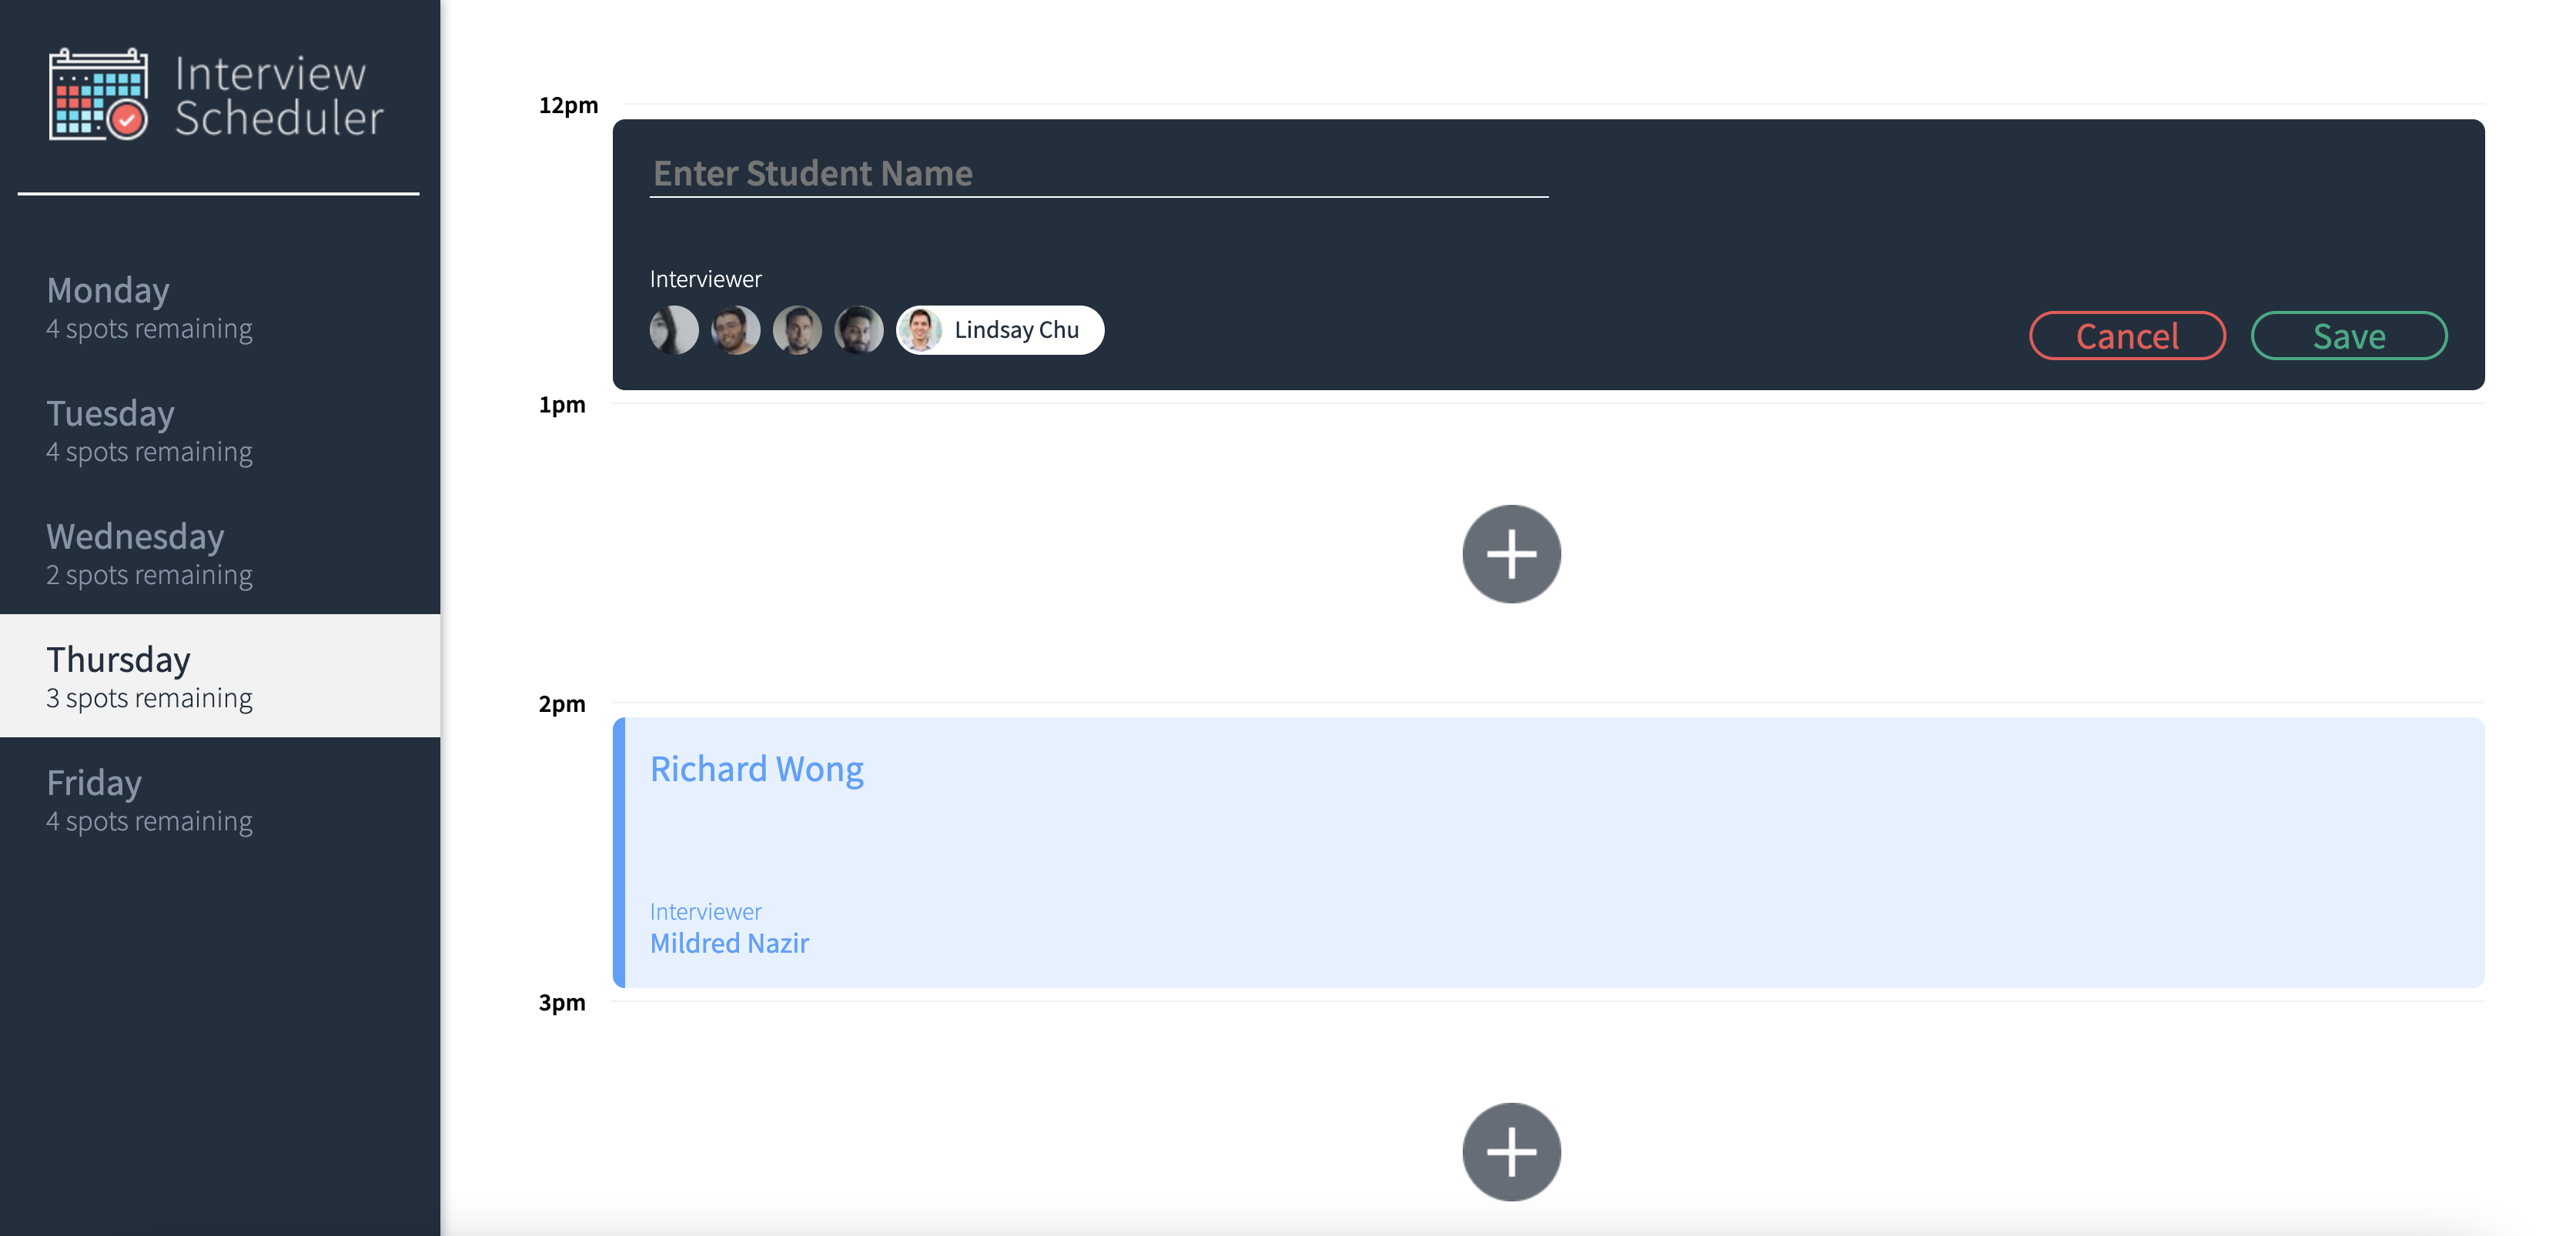 Interview
Scheduler
Monday
4 spots remaining
Tuesday
4 spots remaining
Wednesday
2 spots remaining
Thursday
3 spots remaining
Friday
4 spots remaining
12pm
Enter Student Name
Interviewer
Lindsay Chu
Cancel
Save
1pm
2pm
Richard Wong
Interviewer
Mildred Nazir
3pm